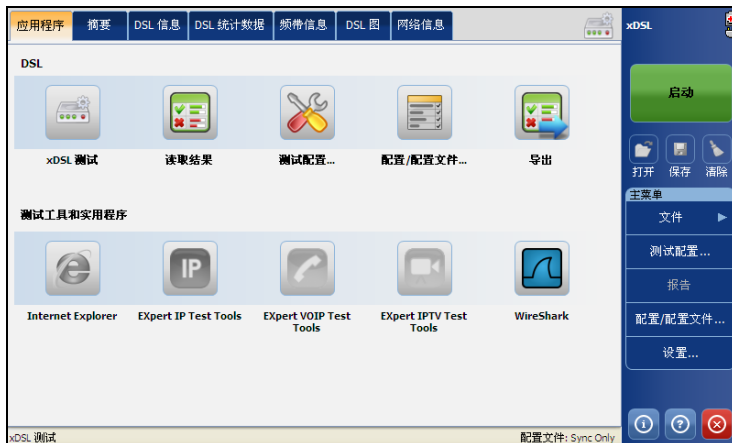 应用程序 摘要 DSL 信息 DSL 统计数据 频带信息 DSL 图 网络信息
xDSL
DSL
启动
xDSL 测试 读取结果 测试配置... 配置/配置文件... 导出
打开 保存 清除
主菜单
文件
测试配置...
报告
配置/配置文件...
设置...
测试工具和实用程序
IP
Internet Explorer EXpert IP Test Tools EXpert VOIP Test Tools EXpert IPTV Test Tools WireShark
xDSL 测试 配置文件: Sync Only